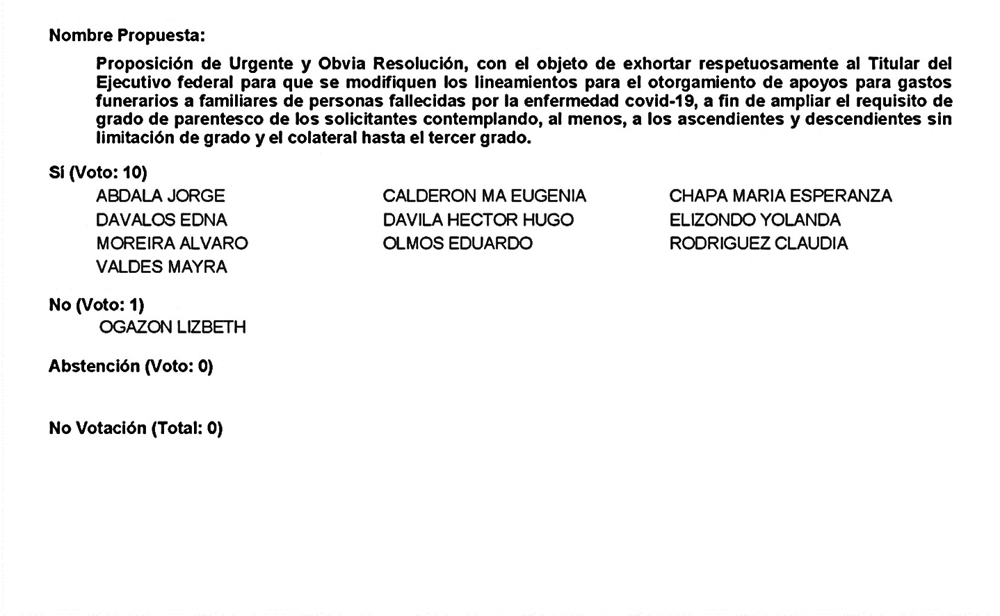 Nombre Propuesta:
Proposición de Urgente y Obvia Resolución, con el objeto de exhortar respetuosamente al Titular del
Ejecutivo federal para que se modifiquen los lineamientos para el otorgamiento de apoyos para gastos
funerarios a familiares de personas fallecidas por la enfermedad covid-19, a fin de ampliar el requisito de
grado de parentesco de los solicitantes contemplando, al menos, a los ascendientes y descendientes sin
limitación de grado y el colateral hasta el tercer grado.
Sí (Voto: 10)
ABDALA JORGE CALDERON MA EUGENIA CHAPA MARIA ESPERANZA
DAVALOS EDNA DAVILA HECTOR HUGO ELIZONDO YOLANDA
MOREIRA ALVARO OLMOS EDUARDO RODRIGUEZ CLAUDIA
VALDES MAYRA
No (Voto: 1)
OGAZON LIZBETH
Abstención (Voto: 0)
No Votación (Total: 0)